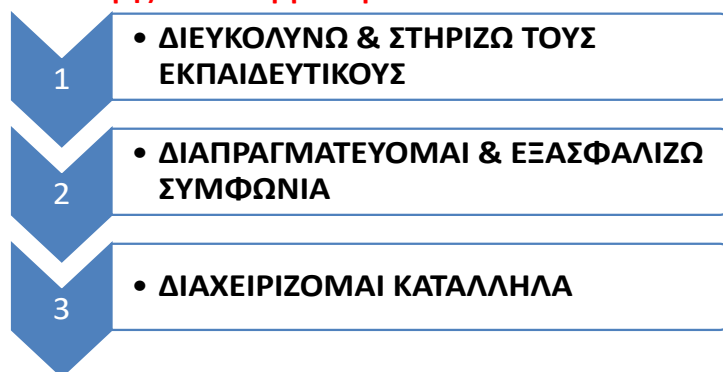 1
• ΔΙΕΥΚΟΛΥΝΩ & ΣΤΗΡΙΖΩ ΤΟΥΣ
ΕΚΠΑΙΔΕΥΤΙΚΟΥΣ
2
• ΔΙΑΠΡΑΓΜΑΤΕΥΟΜΑΙ & ΕΞΑΣΦΑΛΙΖΩ
ΣΥΜΦΩΝΙΑ
3
• ΔΙΑΧΕΙΡΙΖΟΜΑΙ ΚΑΤΑΛΛΗΛΑ